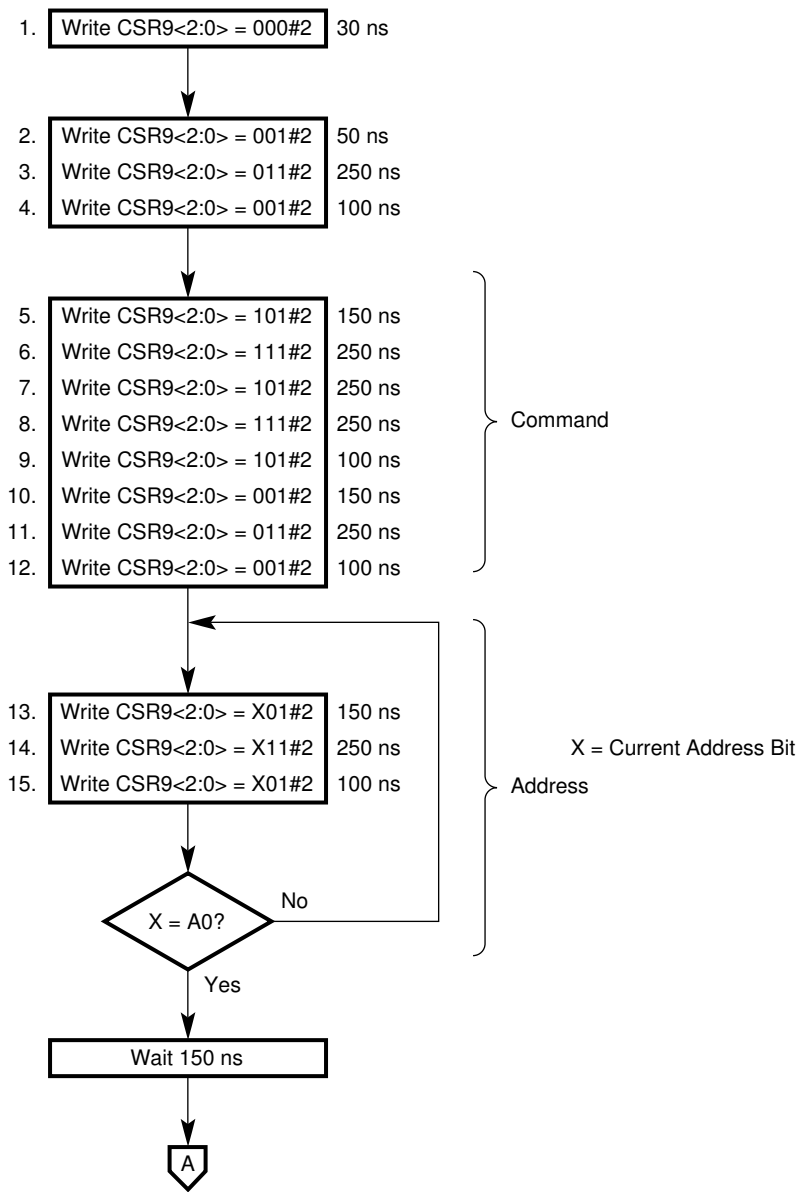 1. Write CSR9<2:0> = 000#2 30 ns
2. Write CSR9<2:0> = 001#2 50 ns
3. Write CSR9<2:0> = 011#2 250 ns
4. Write CSR9<2:0> = 001#2 100 ns
5. Write CSR9<2:0> = 101#2 150 ns
6. Write CSR9<2:0> = 111#2 250 ns
7. Write CSR9<2:0> = 101#2 250 ns
8. Write CSR9<2:0> = 111#2 250 ns
Command
9. Write CSR9<2:0> = 101#2 100 ns
10. Write CSR9<2:0> = 001#2 150 ns
11. Write CSR9<2:0> = 011#2 250 ns
12. Write CSR9<2:0> = 001#2 100 ns
13. Write CSR9<2:0> = X01#2 150 ns
14. Write CSR9<2:0> = X11#2 250 ns
X = Current Address Bit
15. Write CSR9<2:0> = X01#2 100 ns
Address
X = A0?
No
Yes
Wait 150 ns
A